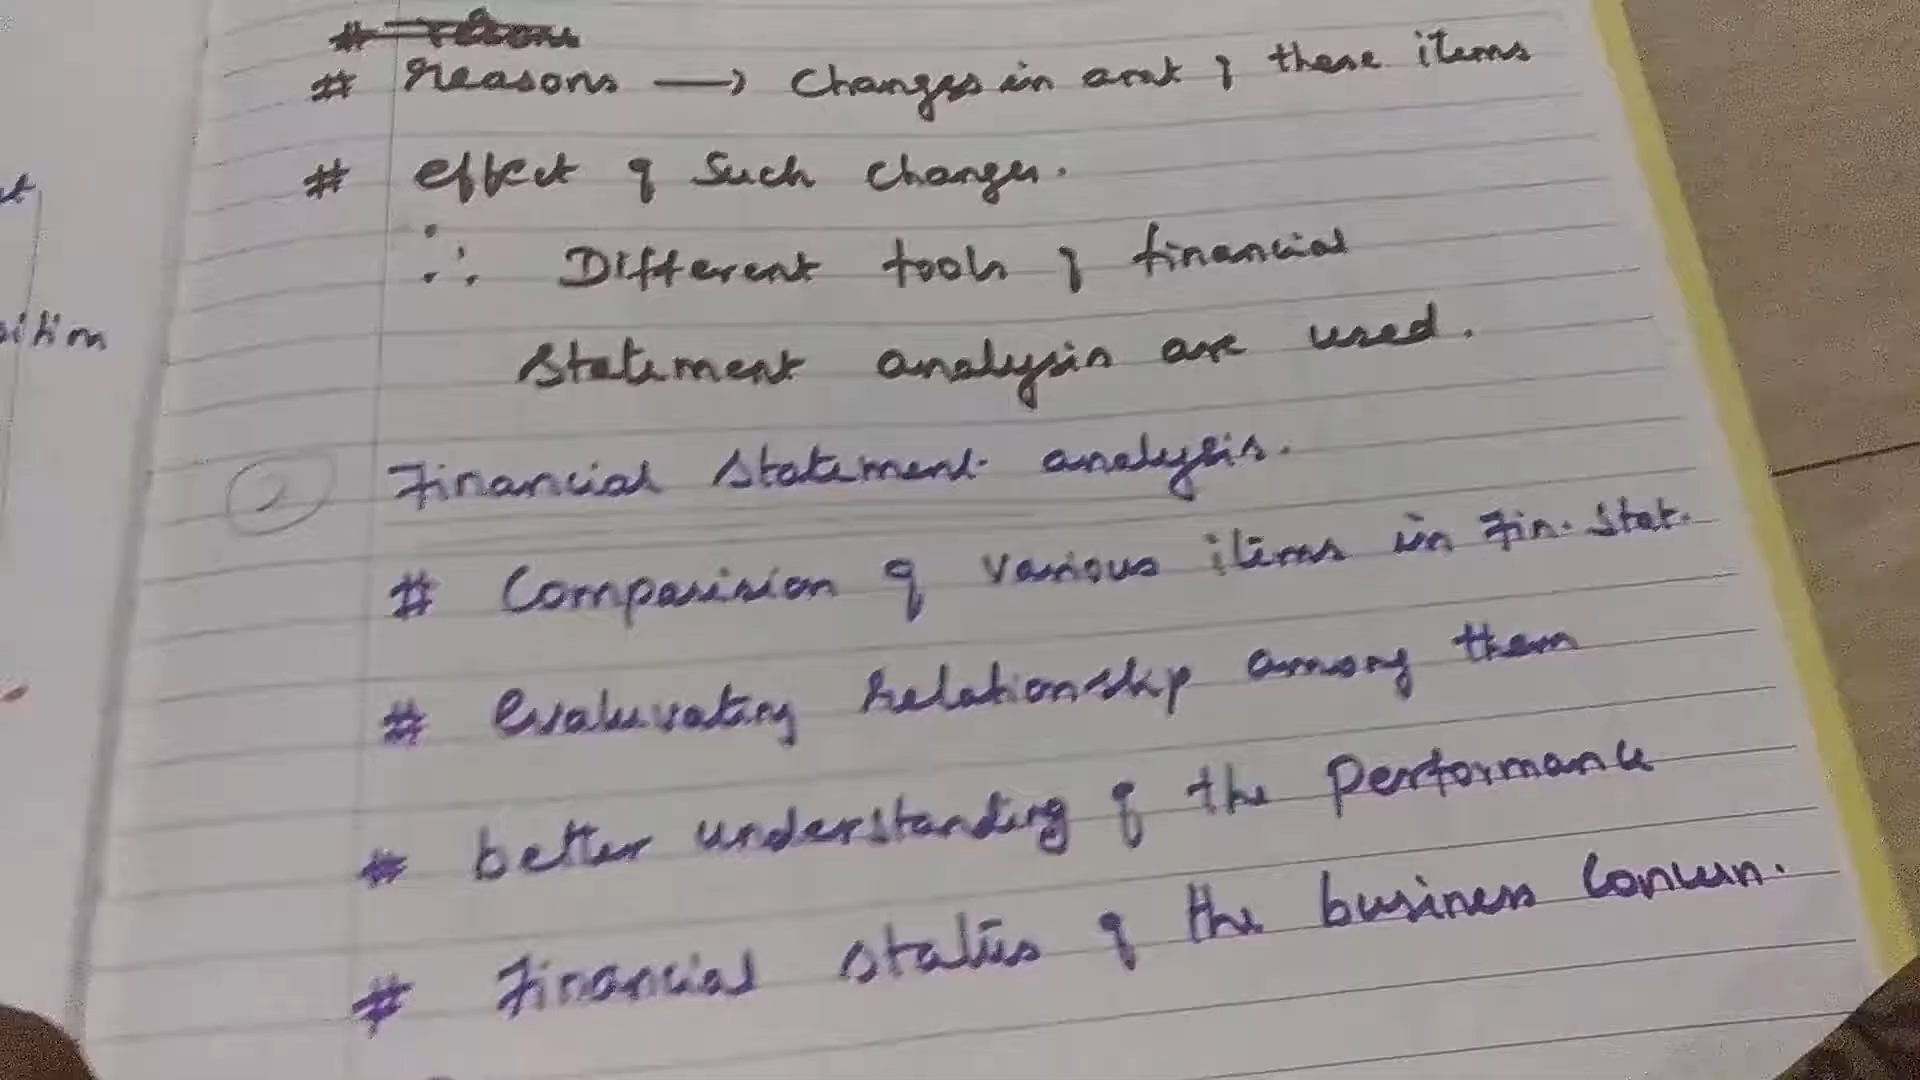 # reasons → Changes in amt of these items
# effect of Such changes.
∴ Different tools of financial
statement analysis are used.
2 Financial statement analysis.
# Comparision of various items in Fin. Stat.
# Evaluvating relationship among them
# better understanding of the performance
# Financial status of the business concern.